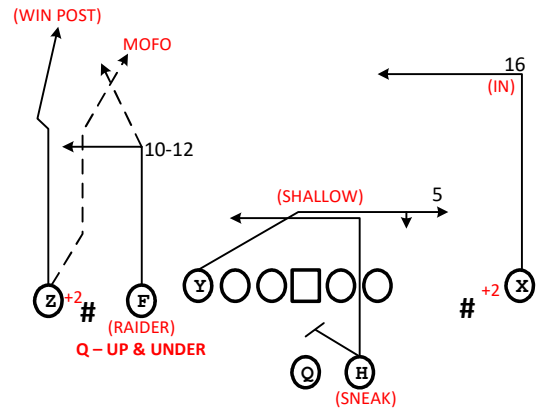 (WIN POST)
MOFO
16
(IN)
10-12
(SHALLOW)
5
Y
Z
+2
#
F
#
+2
X
(RAIDER)
Q – UP & UNDER
Q
H
(SNEAK)